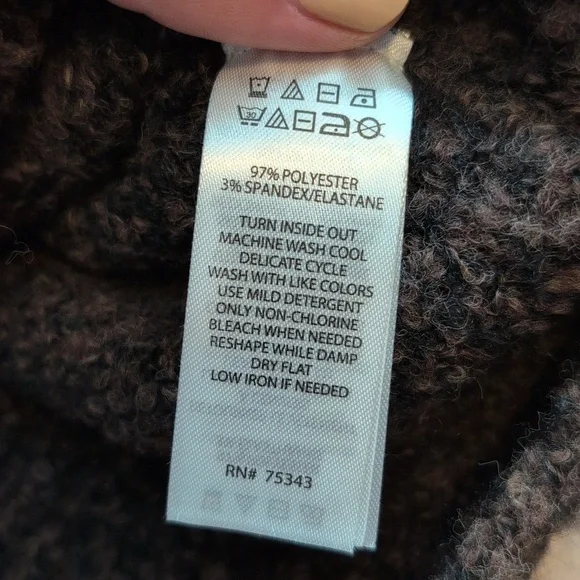 30
97% POLYESTER
3% SPANDEX/ELASTANE
TURN INSIDE OUT
MACHINE WASH COOL
DELICATE CYCLE
WASH WITH LIKE COLORS
USE MILD DETERGENT
ONLY NON-CHLORINE
BLEACH WHEN NEEDED
RESHAPE WHILE DAMP
DRY FLAT
LOW IRON IF NEEDED
RN# 75343